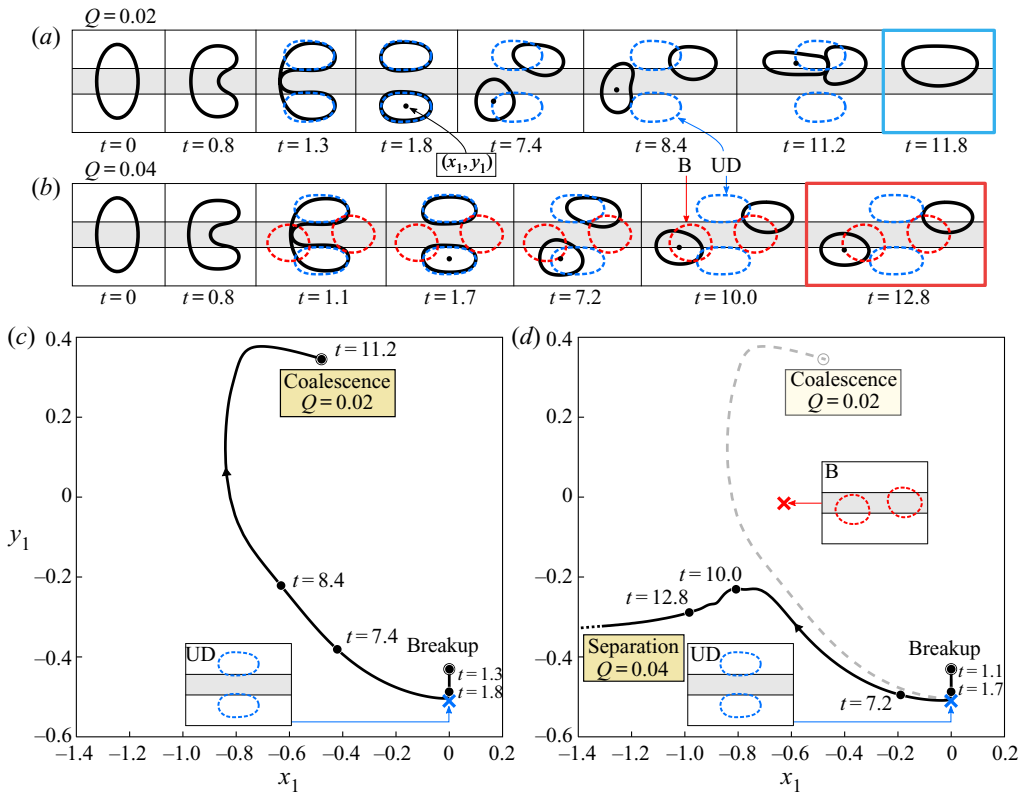 Q = 0.02
(a)
t = 0 t = 0.8 t = 1.3 t = 1.8 t = 7.4 t = 8.4 t = 11.2 t = 11.8
(x₁, y₁)
B UD
Q = 0.04
(b)
t = 0 t = 0.8 t = 1.1 t = 1.7 t = 7.2 t = 10.0 t = 12.8
(c)
0.4
0.2
0
–0.2
–0.4
–0.6
y₁
t = 11.2
Coalescence
Q = 0.02
t = 8.4
t = 7.4
Breakup
t = 1.3
t = 1.8
UD
–1.4 –1.2 –1.0 –0.8 –0.6 –0.4 –0.2 0 0.2
x₁
(d)
0.4
0.2
0
–0.2
–0.4
–0.6
Coalescence
Q = 0.02
B
t = 10.0
t = 12.8
Separation
Q = 0.04
UD
t = 7.2
Breakup
t = 1.1
t = 1.7
–1.4 –1.2 –1.0 –0.8 –0.6 –0.4 –0.2 0 0.2
x₁